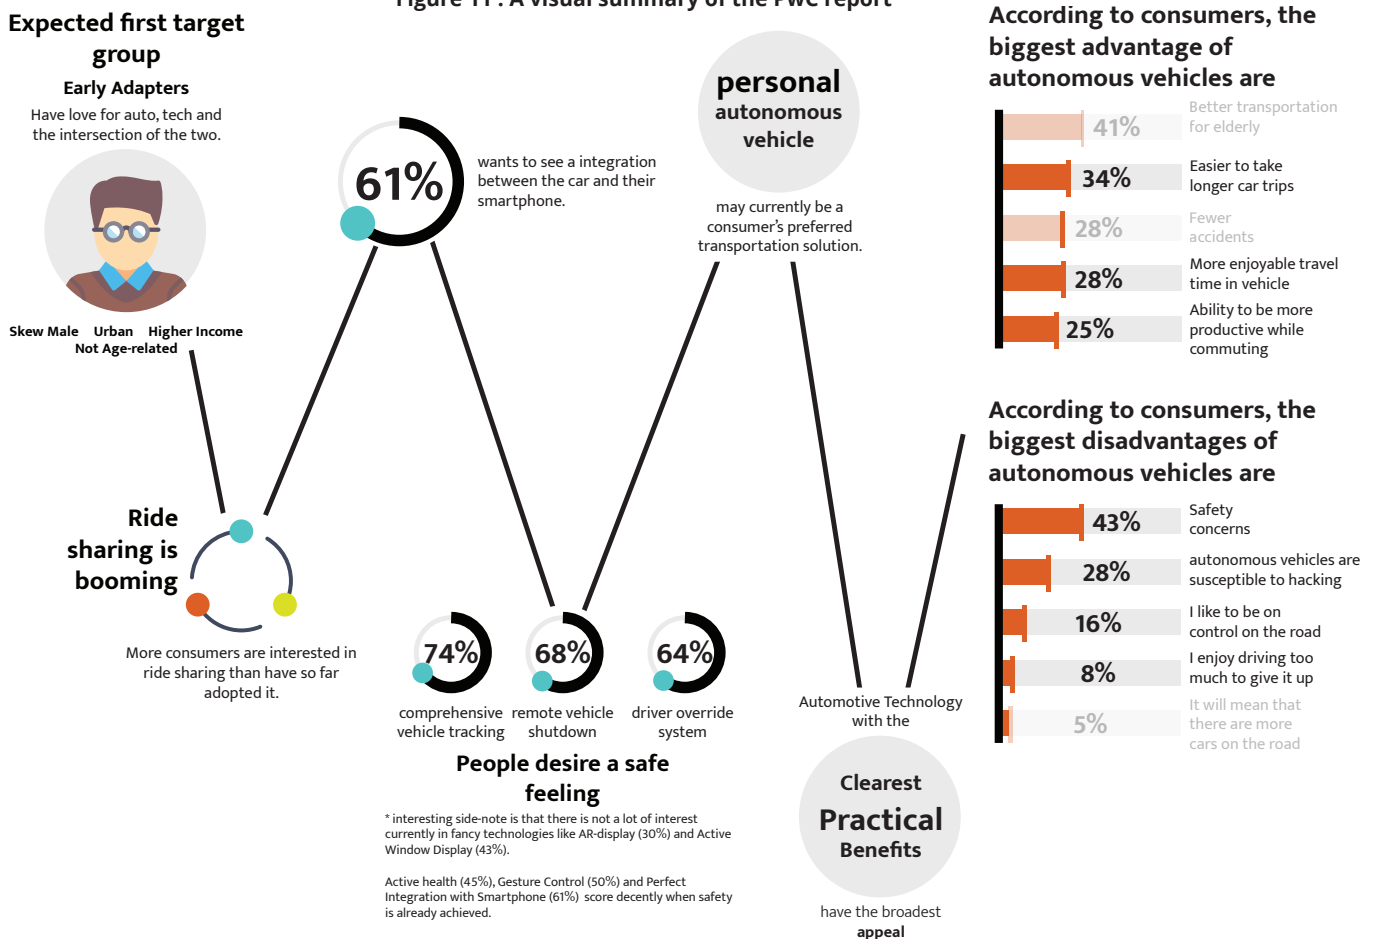 Figure 11 : A visual summary of the PwC report
Expected first target
group
Early Adapters
Have love for auto, tech and
the intersection of the two.
Skew Male Urban Higher Income
Not Age-related
Ride
sharing is
booming
More consumers are interested in
ride sharing than have so far
adopted it.
61%
wants to see a integration
between the car and their
smartphone.
74%
comprehensive
vehicle tracking
68%
remote vehicle
shutdown
64%
driver override
system
People desire a safe
feeling
* interesting side-note is that there is not a lot of interest
currently in fancy technologies like AR-display (30%) and Active
Window Display (43%).
Active health (45%), Gesture Control (50%) and Perfect
Integration with Smartphone (61%) score decently when safety
is already achieved.
personal
autonomous
vehicle
may currently be a
consumer’s preferred
transportation solution.
Automotive Technology
with the
Clearest
Practical
Benefits
have the broadest
appeal
According to consumers, the
biggest advantage of
autonomous vehicles are
41%
Better transportation
for elderly
34%
Easier to take
longer car trips
28%
Fewer
accidents
28%
More enjoyable travel
time in vehicle
25%
Ability to be more
productive while
commuting
According to consumers, the
biggest disadvantages of
autonomous vehicles are
43%
Safety
concerns
28%
autonomous vehicles are
susceptible to hacking
16%
I like to be on
control on the road
8%
I enjoy driving too
much to give it up
5%
It will mean that
there are more
cars on the road